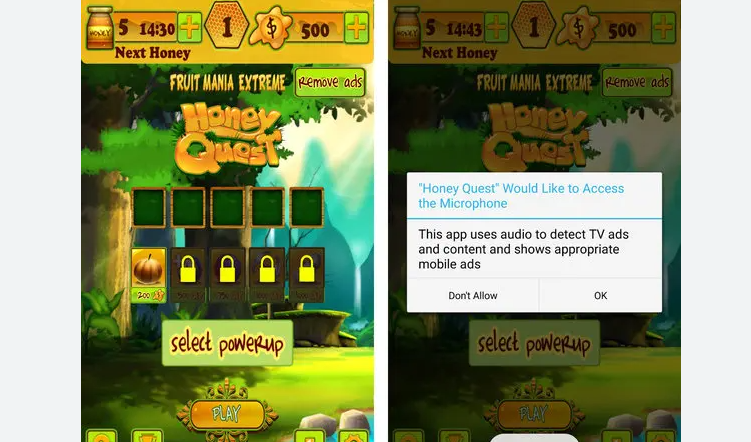 HONEY
5 14:30
1
$
500
Next Honey
FRUIT MANIA EXTREME
Remove ads
Honey
Quest
200
select powerup
PLAY
HONEY
5 14:43
1
$
500
Next Honey
FRUIT MANIA EXTREME
Remove ads
Honey
Quest
"Honey Quest" Would Like to Access
the Microphone
This app uses audio to detect TV ads
and content and shows appropriate
mobile ads
Don't Allow
OK
select powerup
PLAY